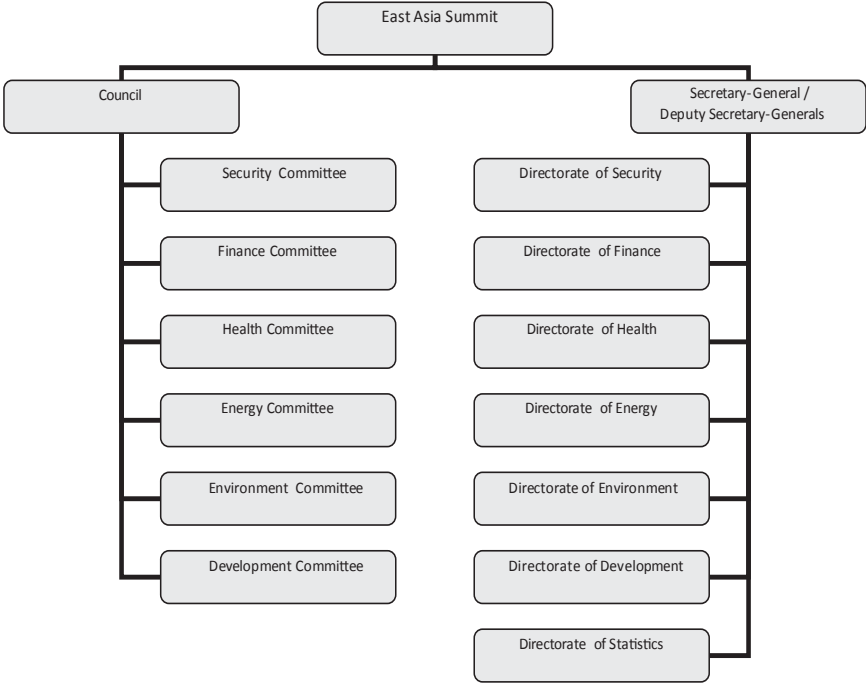 East Asia Summit
Council
Secretary-General /
Deputy Secretary-Generals
Security Committee
Directorate of Security
Finance Committee
Directorate of Finance
Health Committee
Directorate of Health
Energy Committee
Directorate of Energy
Environment Committee
Directorate of Environment
Development Committee
Directorate of Development
Directorate of Statistics